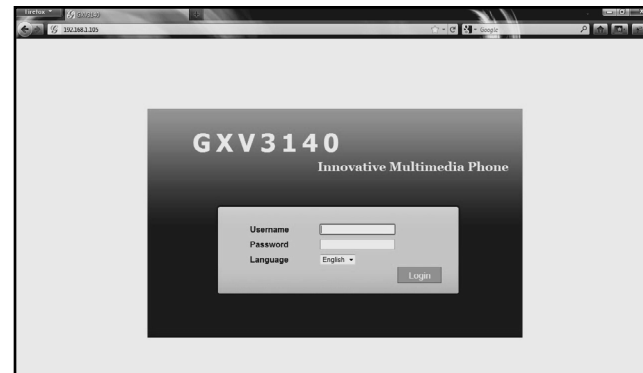 Firefox
GXV3140
192.168.1.105
Google
GXV3140
Innovative Multimedia Phone
Username
Password
Language English
Login